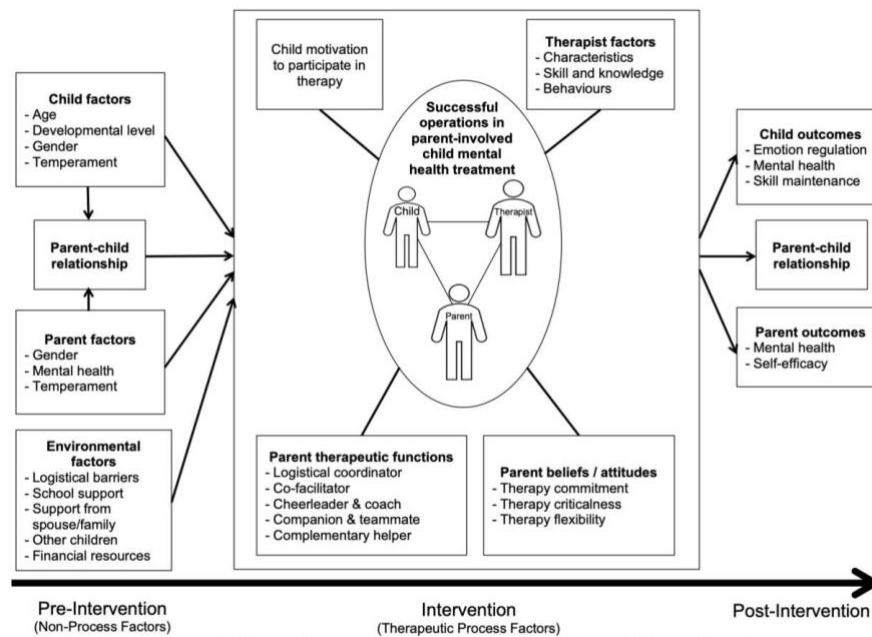 Child factors
- Age
- Developmental level
- Gender
- Temperament
Parent-child
relationship
Parent factors
- Gender
- Mental health
- Temperament
Environmental
factors
- Logistical barriers
- School support
- Support from
spouse/family
- Other children
- Financial resources
Child motivation
to participate in
therapy
Therapist factors
- Characteristics
- Skill and knowledge
- Behaviours
Successful
operations in
parent-involved
child mental
health treatment
Child
Therapist
Parent
Parent therapeutic functions
- Logistical coordinator
- Co-facilitator
- Cheerleader & coach
- Companion & teammate
- Complementary helper
Parent beliefs / attitudes
- Therapy commitment
- Therapy criticalness
- Therapy flexibility
Child outcomes
- Emotion regulation
- Mental health
- Skill maintenance
Parent-child
relationship
Parent outcomes
- Mental health
- Self-efficacy
Pre-Intervention
(Non-Process Factors)
Intervention
(Therapeutic Process Factors)
Post-Intervention